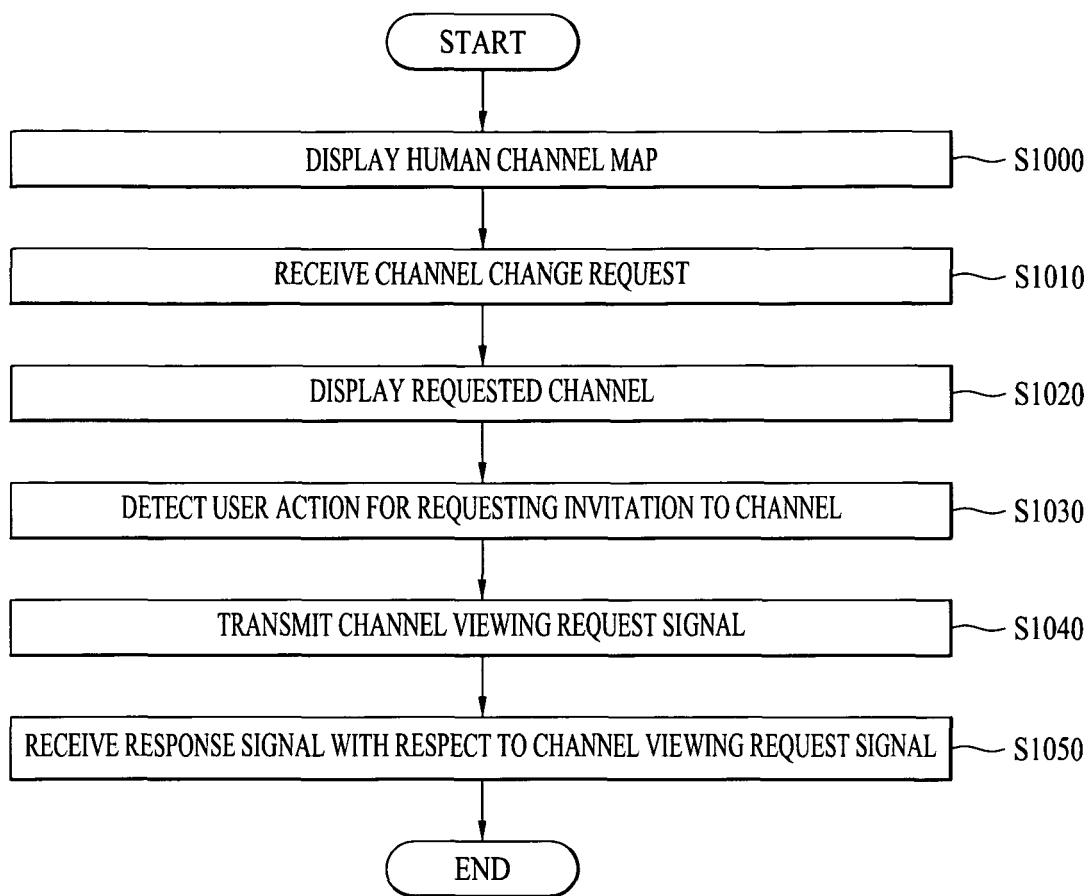 START
DISPLAY HUMAN CHANNEL MAP
S1000
RECEIVE CHANNEL CHANGE REQUEST
S1010
DISPLAY REQUESTED CHANNEL
S1020
DETECT USER ACTION FOR REQUESTING INVITATION TO CHANNEL
S1030
TRANSMIT CHANNEL VIEWING REQUEST SIGNAL
S1040
RECEIVE RESPONSE SIGNAL WITH RESPECT TO CHANNEL VIEWING REQUEST SIGNAL
S1050
END